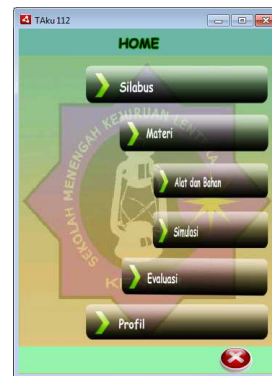 TAku 112
HOME
Silabus
Materi
Alat dan Bahan
Simulasi
Evaluasi
Profil
SEKOLAH MENENGAH KEJURUAN